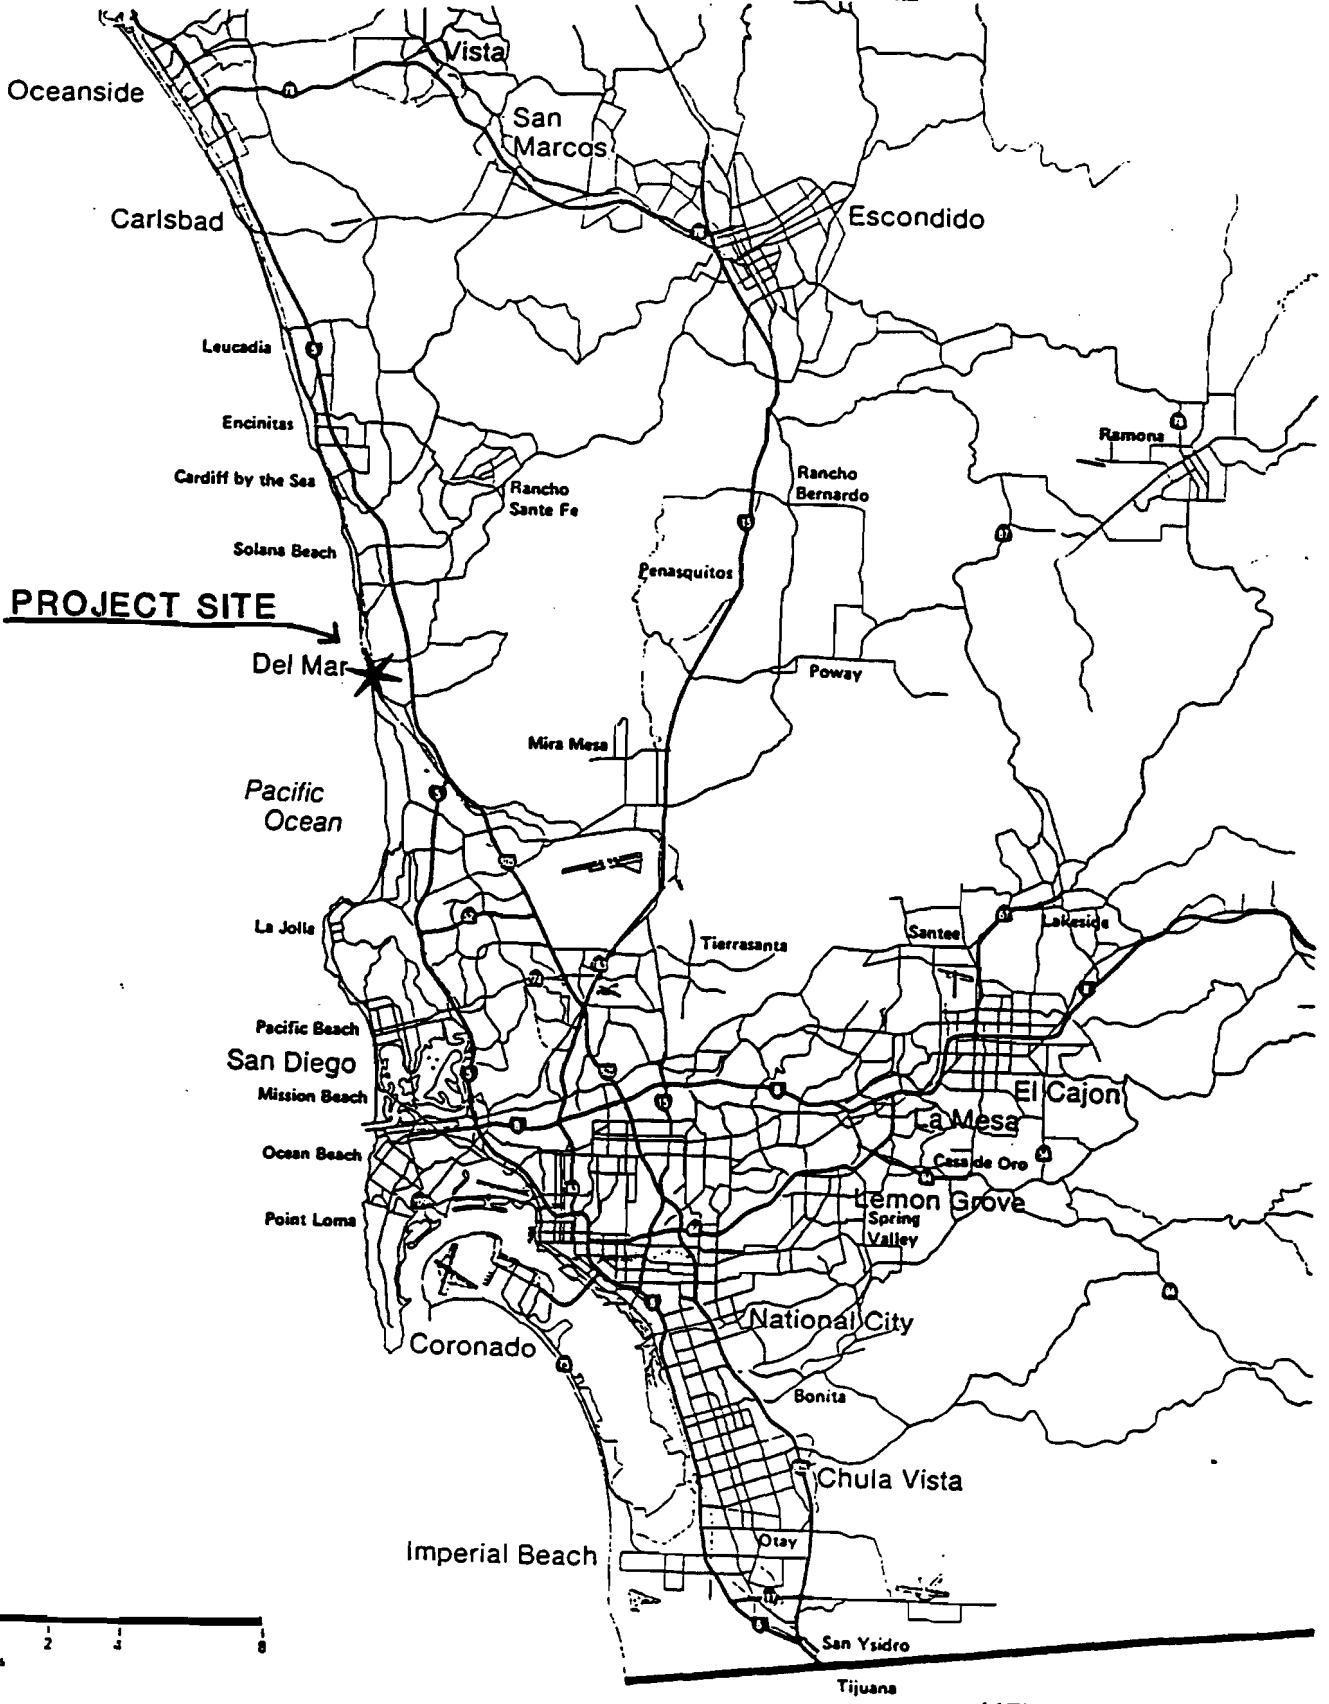 Vista
Oceanside
San
Marcos
Carlsbad
Escondido
Leucadia
Encinitas
Ramona
Cardiff by the Sea
Rancho
Sante Fe
Rancho
Bernardo
Solana Beach
Penasquitos
PROJECT SITE
Del Mar
Poway
Mira Mesa
Pacific
Ocean
La Jolla
Tierrasanta
Santee
Lakeside
Pacific Beach
San Diego
Mission Beach
El Cajon
La Mesa
Ocean Beach
Casa de Oro
Point Loma
Lemon Grove
Spring
Valley
National City
Coronado
Bonita
Chula Vista
Otay
Imperial Beach
2 4 8
San Ysidro
Tijuana